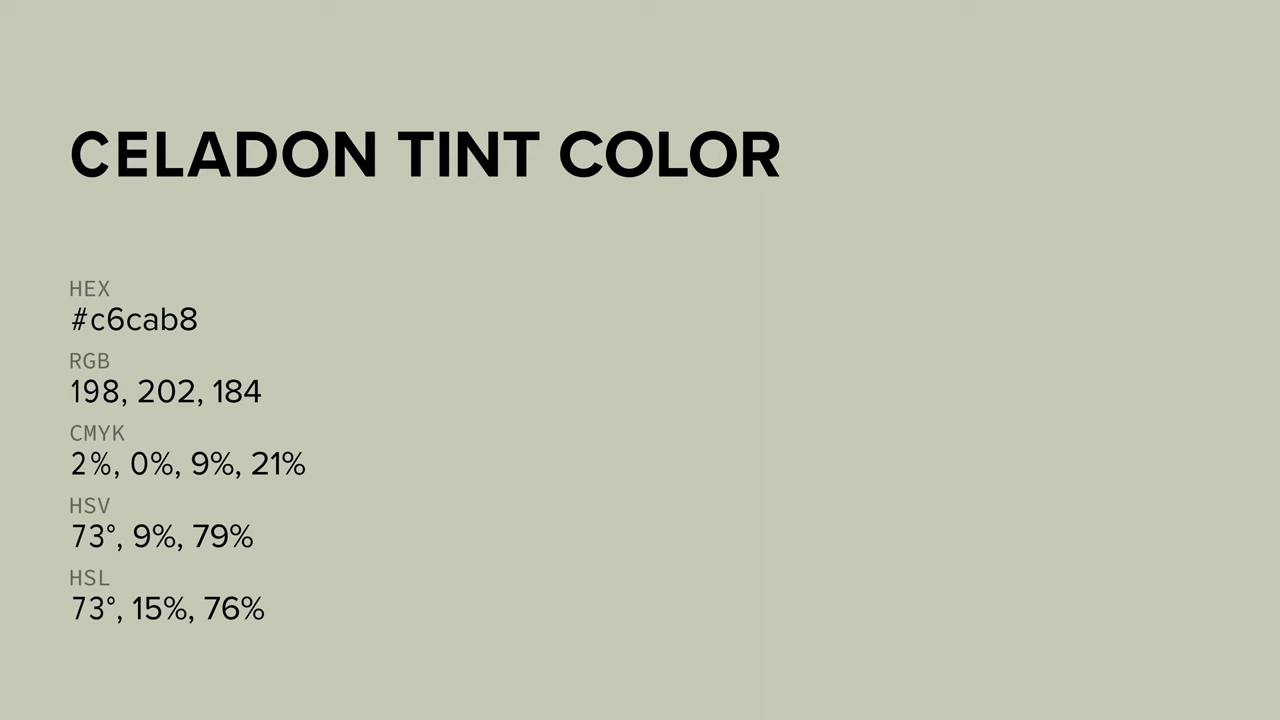 CELADON TINT COLOR
HEX
#c6cab8
RGB
198, 202, 184
CMYK
2%, 0%, 9%, 21%
HSV
73°, 9%, 79%
HSL
73°, 15%, 76%